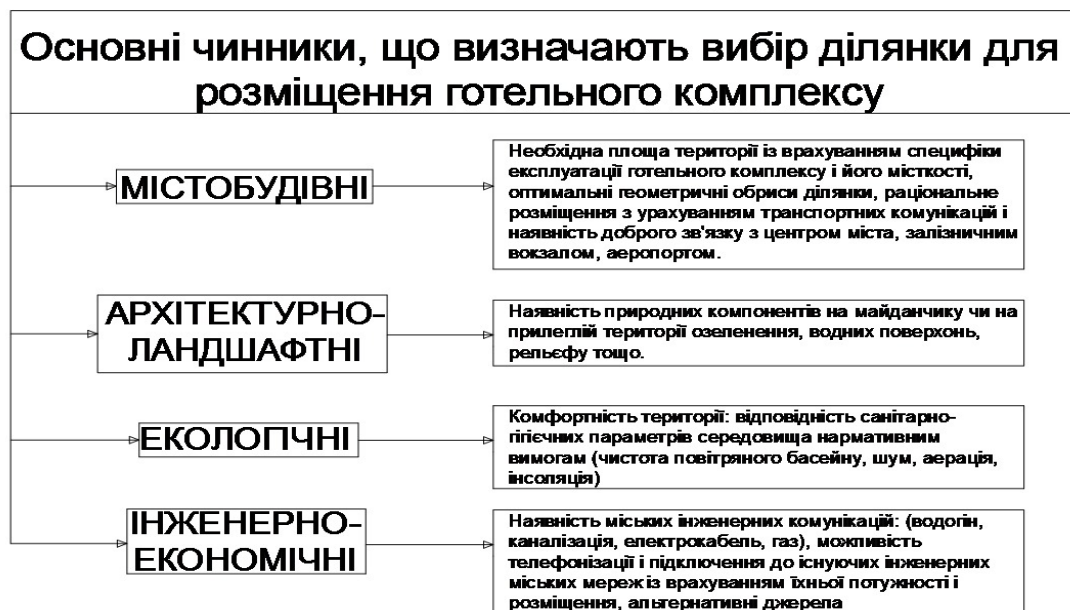 Основні чинники, що визначають вибір ділянки для
розміщення готельного комплексу
МІСТОБУДІВНІ
Необхідна площа території із врахуванням специфіки
експлуатації готельного комплексу і його місткості,
оптимальні геометричні обриси ділянки, раціональне
розміщення з урахуванням транспортних комунікацій і
наявність доброго зв'язку з центром міста, залізничним
вокзалом, аеропортом.
АРХІТЕКТУРНО-
ЛАНДШАФТНІ
Наявність природних компонентів на майданчику чи на
прилеглій території озеленення, водних поверхонь,
рельєфу тощо.
ЕКОЛОГІЧНІ
Комфортність території: відповідність санітарно-
гігієчних параметрів середовища нармативним
вимогам (чистота повітряного басейну, шум, аерація,
інсоляція)
ІНЖЕНЕРНО-
ЕКОНОМІЧНІ
Наявність міських інженерних комунікацій: (водогін,
каналізація, електрокабель, газ), можливість
телефонізації і підключення до існуючих інженерних
міських мереж із врахуванням їхньої потужності і
розміщення, альтернативні джерела